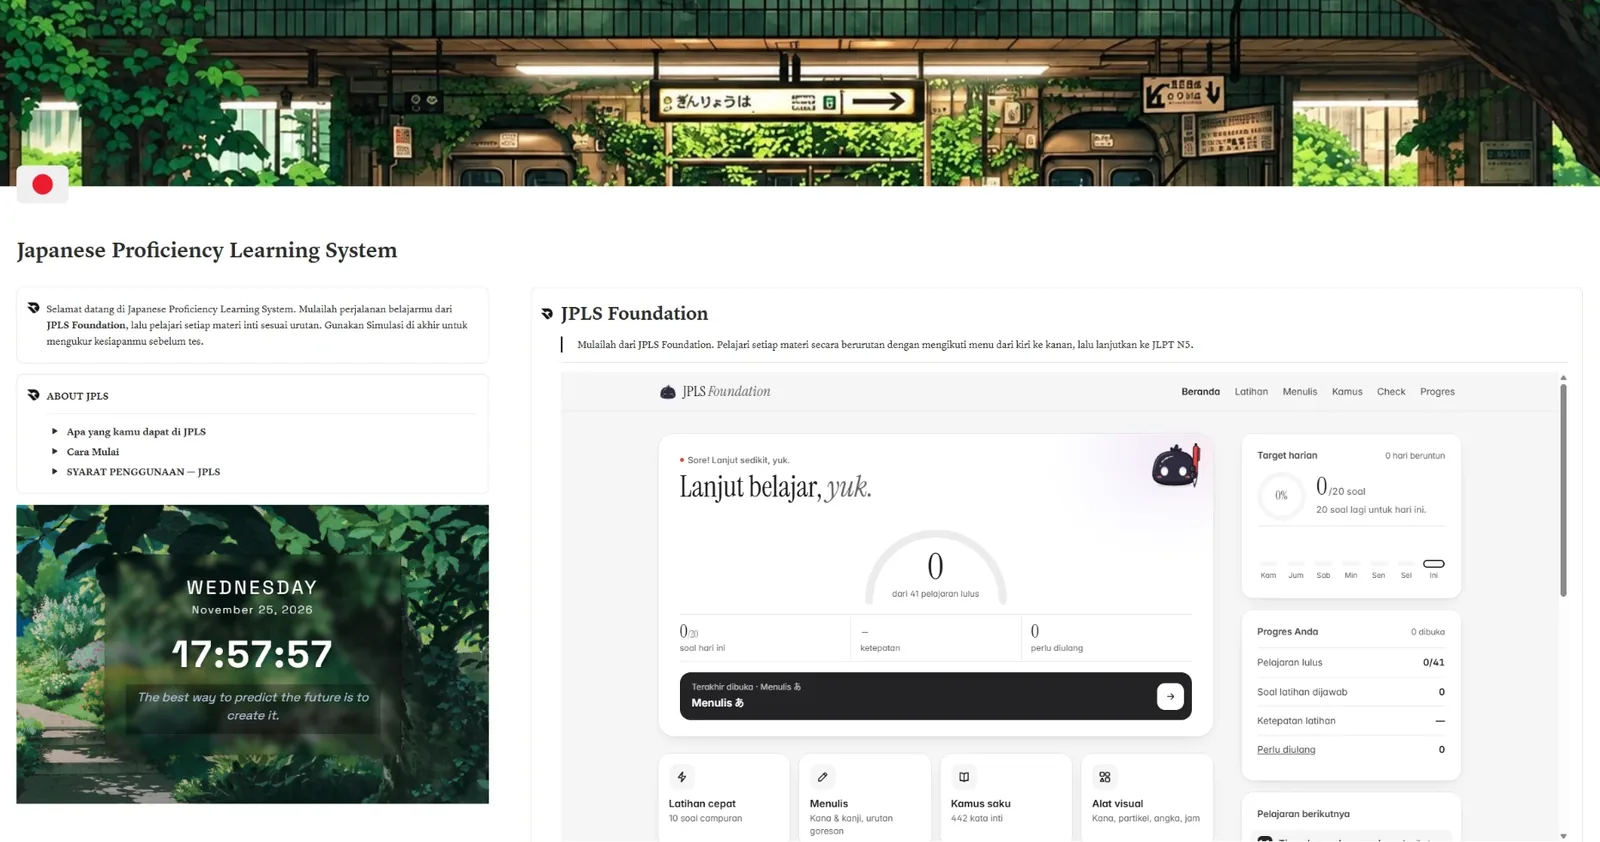 ぎんりょうは
Japanese Proficiency Learning System
Selamat datang di Japanese Proficiency Learning System. Mulailah perjalanan belajarmu dari
JPLS Foundation, lalu pelajari setiap materi inti sesuai urutan. Gunakan Simulasi di akhir untuk
mengukur kesiapanmu sebelum tes.
ABOUT JPLS
Apa yang kamu dapat di JPLS
Cara Mulai
SYARAT PENGGUNAAN — JPLS
WEDNESDAY
November 25, 2026
17:57:57
The best way to predict the future is to
create it.
JPLS Foundation
Mulailah dari JPLS Foundation. Pelajari setiap materi secara berurutan dengan mengikuti menu dari kiri ke kanan, lalu lanjutkan ke JLPT N5.
JPLS Foundation
Beranda Latihan Menulis Kamus Check Progres
Sore! Lanjut sedikit, yuk.
Lanjut belajar, yuk.
0
dari 41 pelajaran lulus
0/20
soal hari ini
–
ketepatan
0
perlu diulang
Terakhir dibuka · Menulis あ
Menulis あ
Latihan cepat
10 soal campuran
Menulis
Kana & kanji, urutan
goresan
Kamus saku
442 kata inti
Alat visual
Kana, partikel, angka, jam
Target harian 0 hari beruntun
0%
0/20 soal
20 soal lagi untuk hari ini.
Kam Jum Sab Min Sen Sel Ini
Progres Anda 0 dibuka
Pelajaran lulus 0/41
Soal latihan dijawab 0
Ketepatan latihan —
Perlu diulang 0
Pelajaran berikutnya